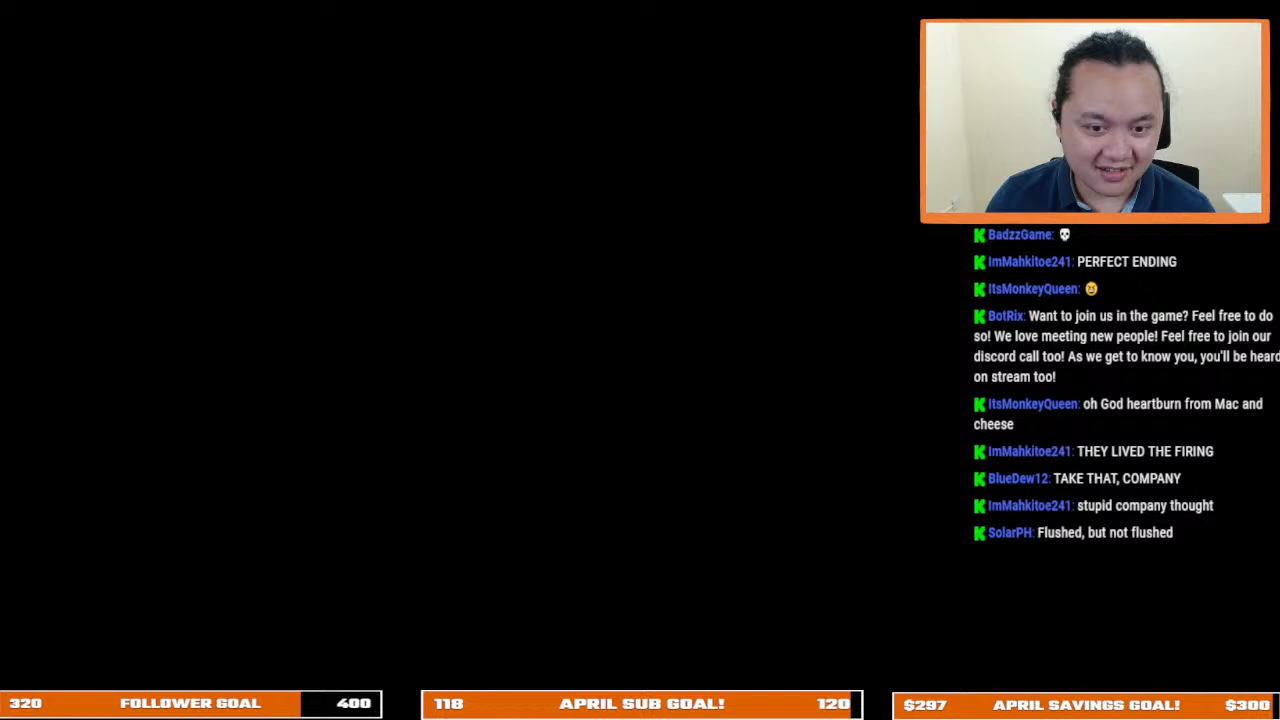 BadzzGame: 💀
ImMahkitoe241: PERFECT ENDING
ItsMonkeyQueen: 😆
BotRix: Want to join us in the game? Feel free to do
so! We love meeting new people! Feel free to join our
discord call too! As we get to know you, you'll be heard
on stream too!
ItsMonkeyQueen: oh God heartburn from Mac and
cheese
ImMahkitoe241: THEY LIVED THE FIRING
BlueDew12: TAKE THAT, COMPANY
ImMahkitoe241: stupid company thought
SolarPH: Flushed, but not flushed
320 FOLLOWER GOAL 400
118 APRIL SUB GOAL! 120
$297 APRIL SAVINGS GOAL! $300